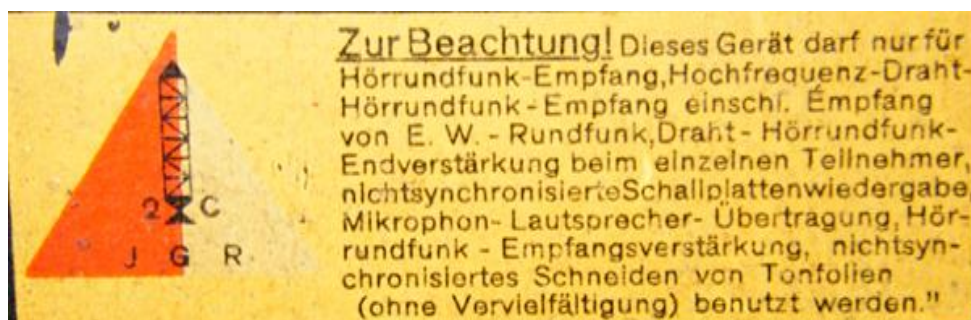 2 C
J G R
Zur Beachtung! Dieses Gerät darf nur für
Hörrundfunk-Empfang, Hochfrequenz-Draht-
Hörrundfunk - Empfang einschl. Empfang
von E. W. - Rundfunk, Draht - Hörrundfunk-
Endverstärkung beim einzelnen Teilnehmer,
nichtsynchronisierte Schallplattenwiedergabe,
Mikrophon- Lautsprecher- Übertragung, Hör-
rundfunk - Empfangsverstärkung, nichtsyn-
chronisiertes Schneiden von Tonfolien
(ohne Vervielfältigung) benutzt werden."